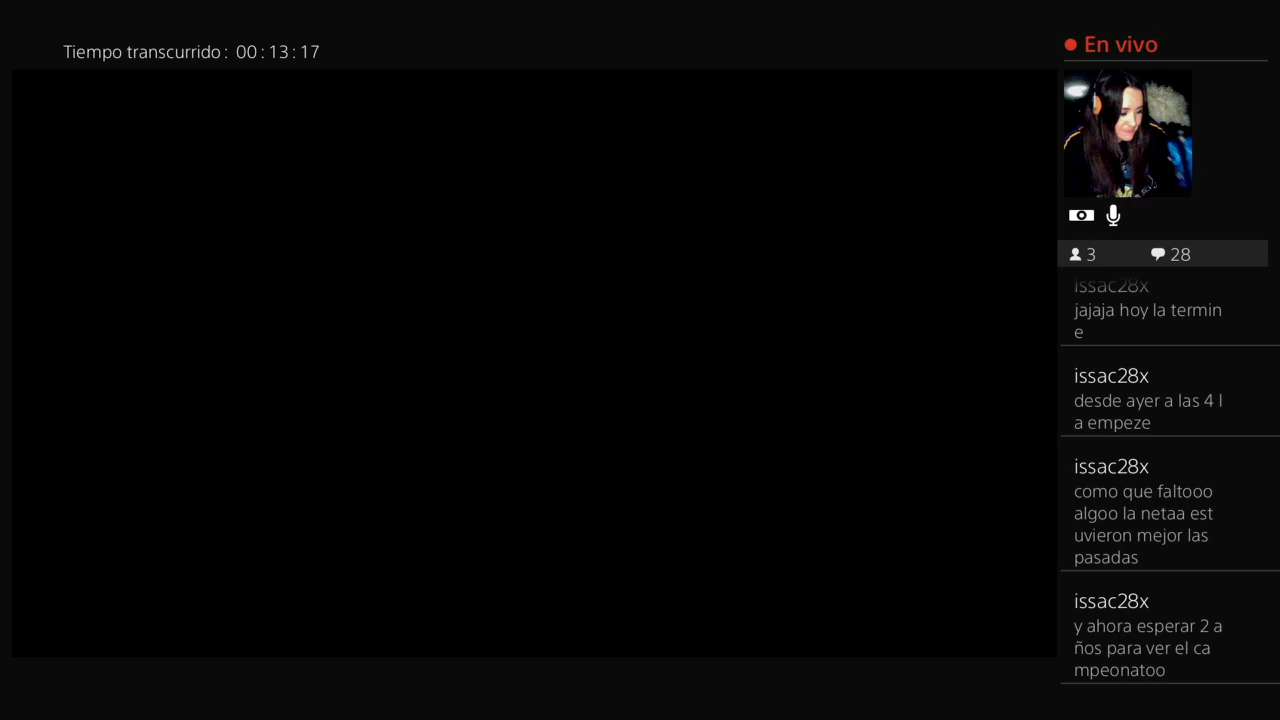 Tiempo transcurrido : 00 : 13 : 17
En vivo
3 28
issac28x
jajaja hoy la termin
e
issac28x
desde ayer a las 4 l
a empeze
issac28x
como que faltooo
algoo la netaa est
uvieron mejor las
pasadas
issac28x
y ahora esperar 2 a
ños para ver el ca
mpeonatoo